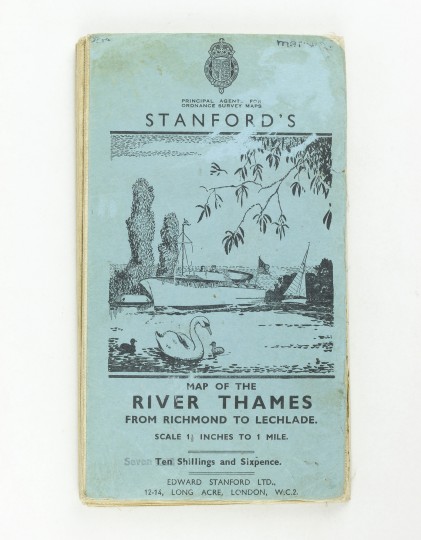 PRINCIPAL AGENTS FOR
ORDNANCE SURVEY MAPS
STANFORD'S
MAP OF THE
RIVER THAMES
FROM RICHMOND TO LECHLADE.
SCALE 1½ INCHES TO 1 MILE.
Seven Ten Shillings and Sixpence.
EDWARD STANFORD LTD.,
12-14, LONG ACRE, LONDON, W.C.2.